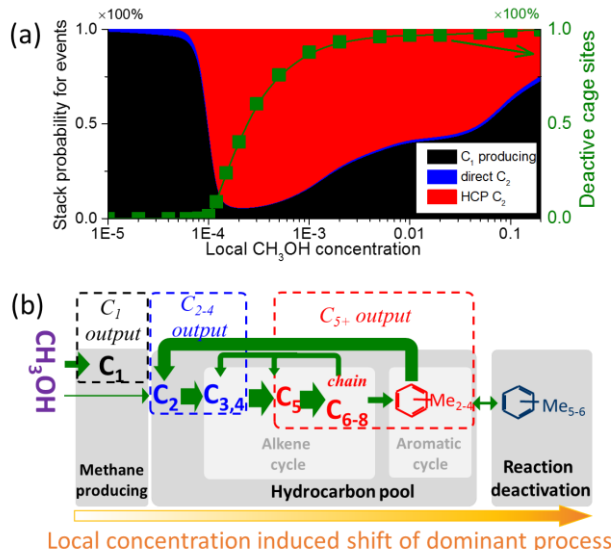 (a)
×100%
×100%
Stack probability for events
1.0
0.5
0.0
1.0
0.5
0.0
Deactive cage sites
C₁ producing
direct C₂
HCP C₂
1E-5
1E-4
1E-3
0.01
0.1
Local CH₃OH concentration
(b)
CH₃OH
C₁
output
C₂₋₄
output
C₅₊ output
C₁
C₂
C₃,₄
C₅
chain
C₆₋₈
Me₂₋₄
Me₅₋₆
Alkene
cycle
Aromatic
cycle
Methane
producing
Hydrocarbon pool
Reaction
deactivation
Local concentration induced shift of dominant process